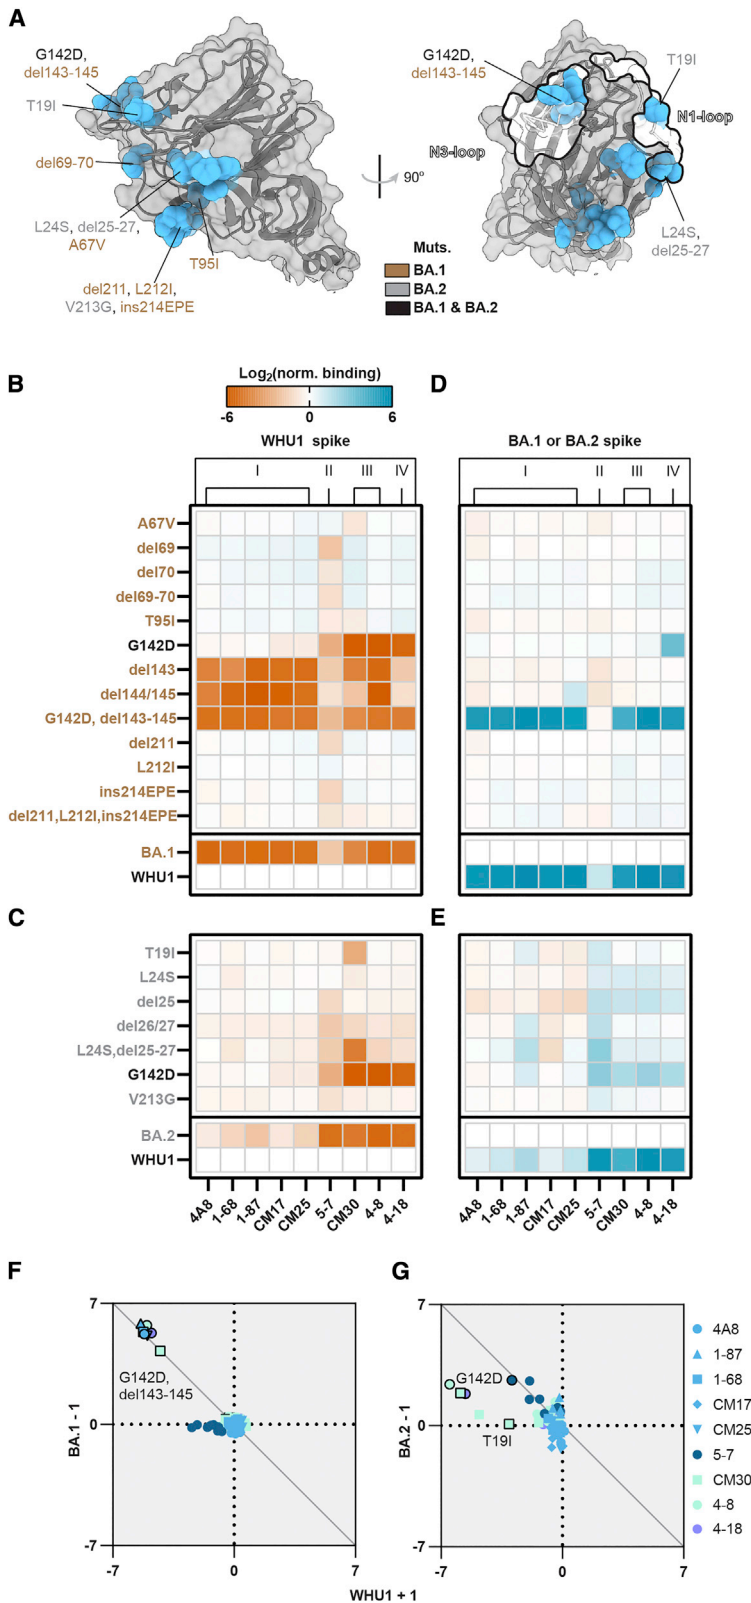 A
G142D,
del143-145
T19I
del69-70
L24S, del25-27,
A67V
T95I
del211, L212I,
V213G, ins214EPE
90º
G142D,
del143-145
T19I
N1-loop
N3-loop
L24S,
del25-27
Muts.
BA.1
BA.2
BA.1 & BA.2
B
Log2(norm. binding)
-6 0 6
D
WHU1 spike
BA.1 or BA.2 spike
I II III IV
I II III IV
A67V
del69
del70
del69-70
T95I
G142D
del143
del144/145
G142D, del143-145
del211
L212I
ins214EPE
del211,L212I,ins214EPE
BA.1
WHU1
C
E
T19I
L24S
del25
del26/27
L24S,del25-27
G142D
V213G
BA.2
WHU1
4A8 1-68 1-87 CM17 CM25 5-7 CM30 4-8 4-18
4A8 1-68 1-87 CM17 CM25 5-7 CM30 4-8 4-18
F
7
G142D,
del143-145
BA.1 - 1
0
-7
-7 0 7
G
7
G142D
BA.2 - 1
0
T19I
-7
-7 0 7
WHU1 + 1
4A8
1-87
1-68
CM17
CM25
5-7
CM30
4-8
4-18